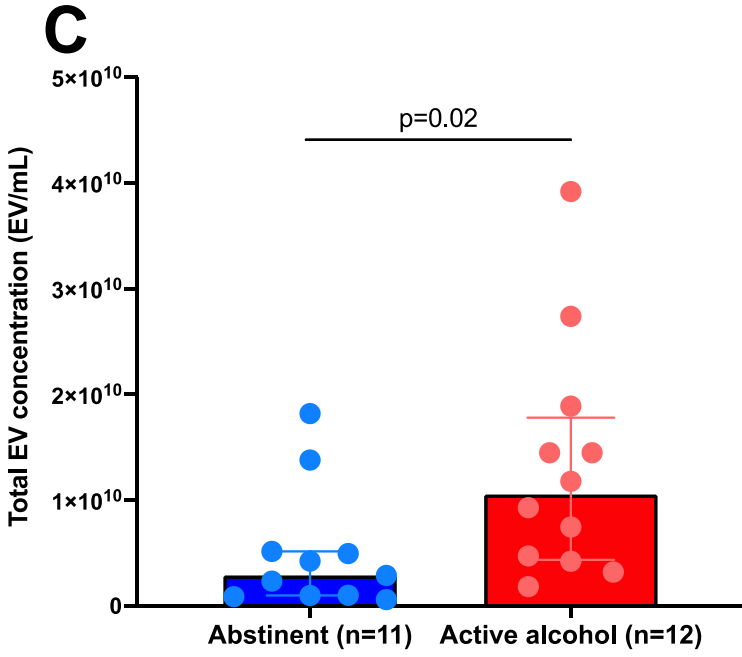 C
Total EV concentration (EV/mL)
5×10¹⁰
4×10¹⁰
3×10¹⁰
2×10¹⁰
1×10¹⁰
0
p=0.02
Abstinent (n=11)
Active alcohol (n=12)